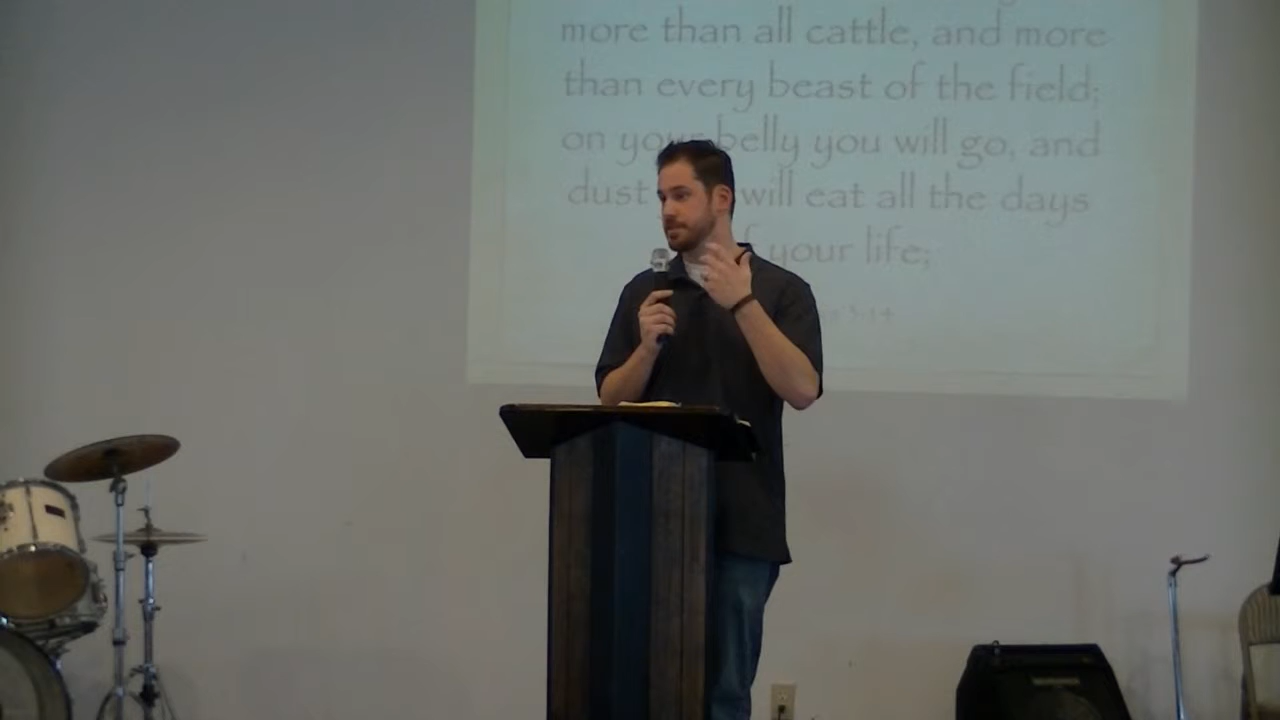 more than all cattle, and more
than every beast of the field;
on your belly you will go, and
dust will eat all the days
your life;